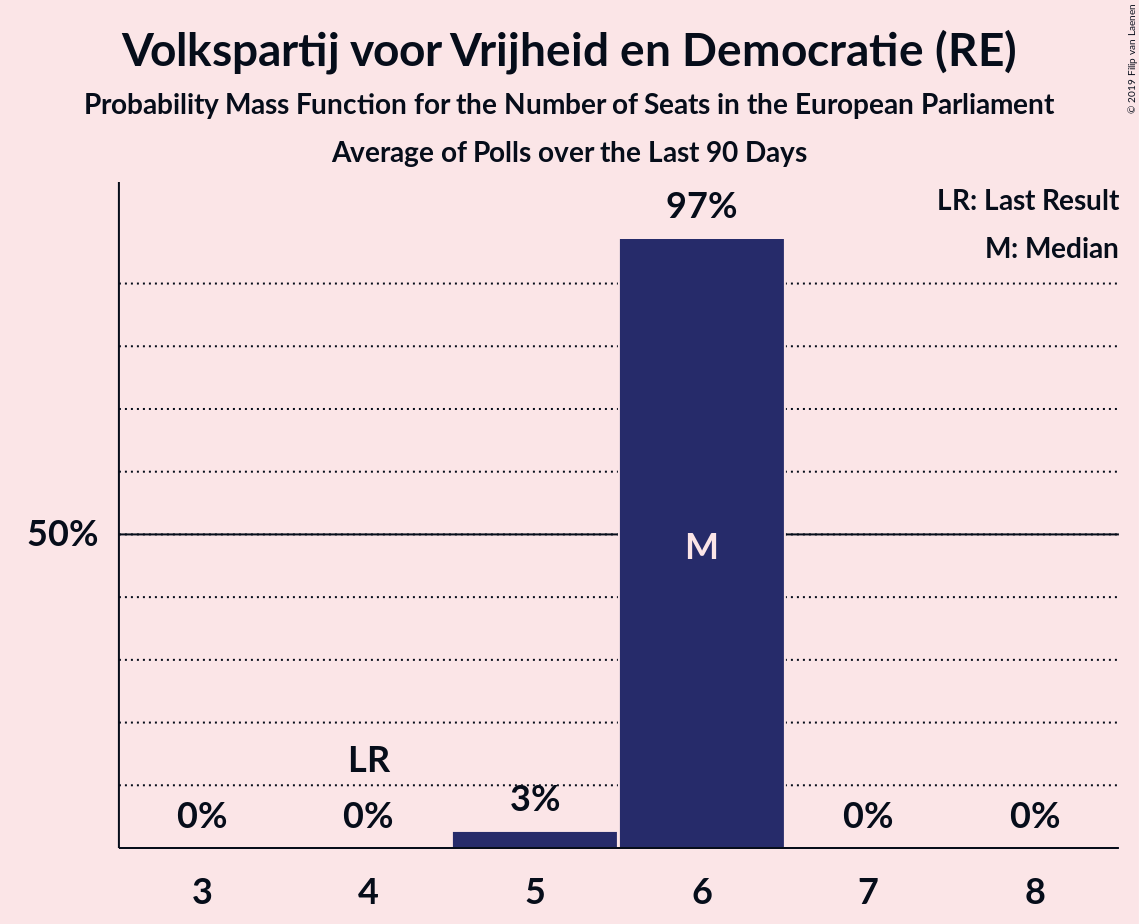 Volkspartij voor Vrijheid en Democratie (RE)
Probability Mass Function for the Number of Seats in the European Parliament
Average of Polls over the Last 90 Days
© 2019 Filip van Laenen
LR: Last Result
M: Median
97%
50%
M
LR
0%
0%
3%
0%
0%
3
4
5
6
7
8